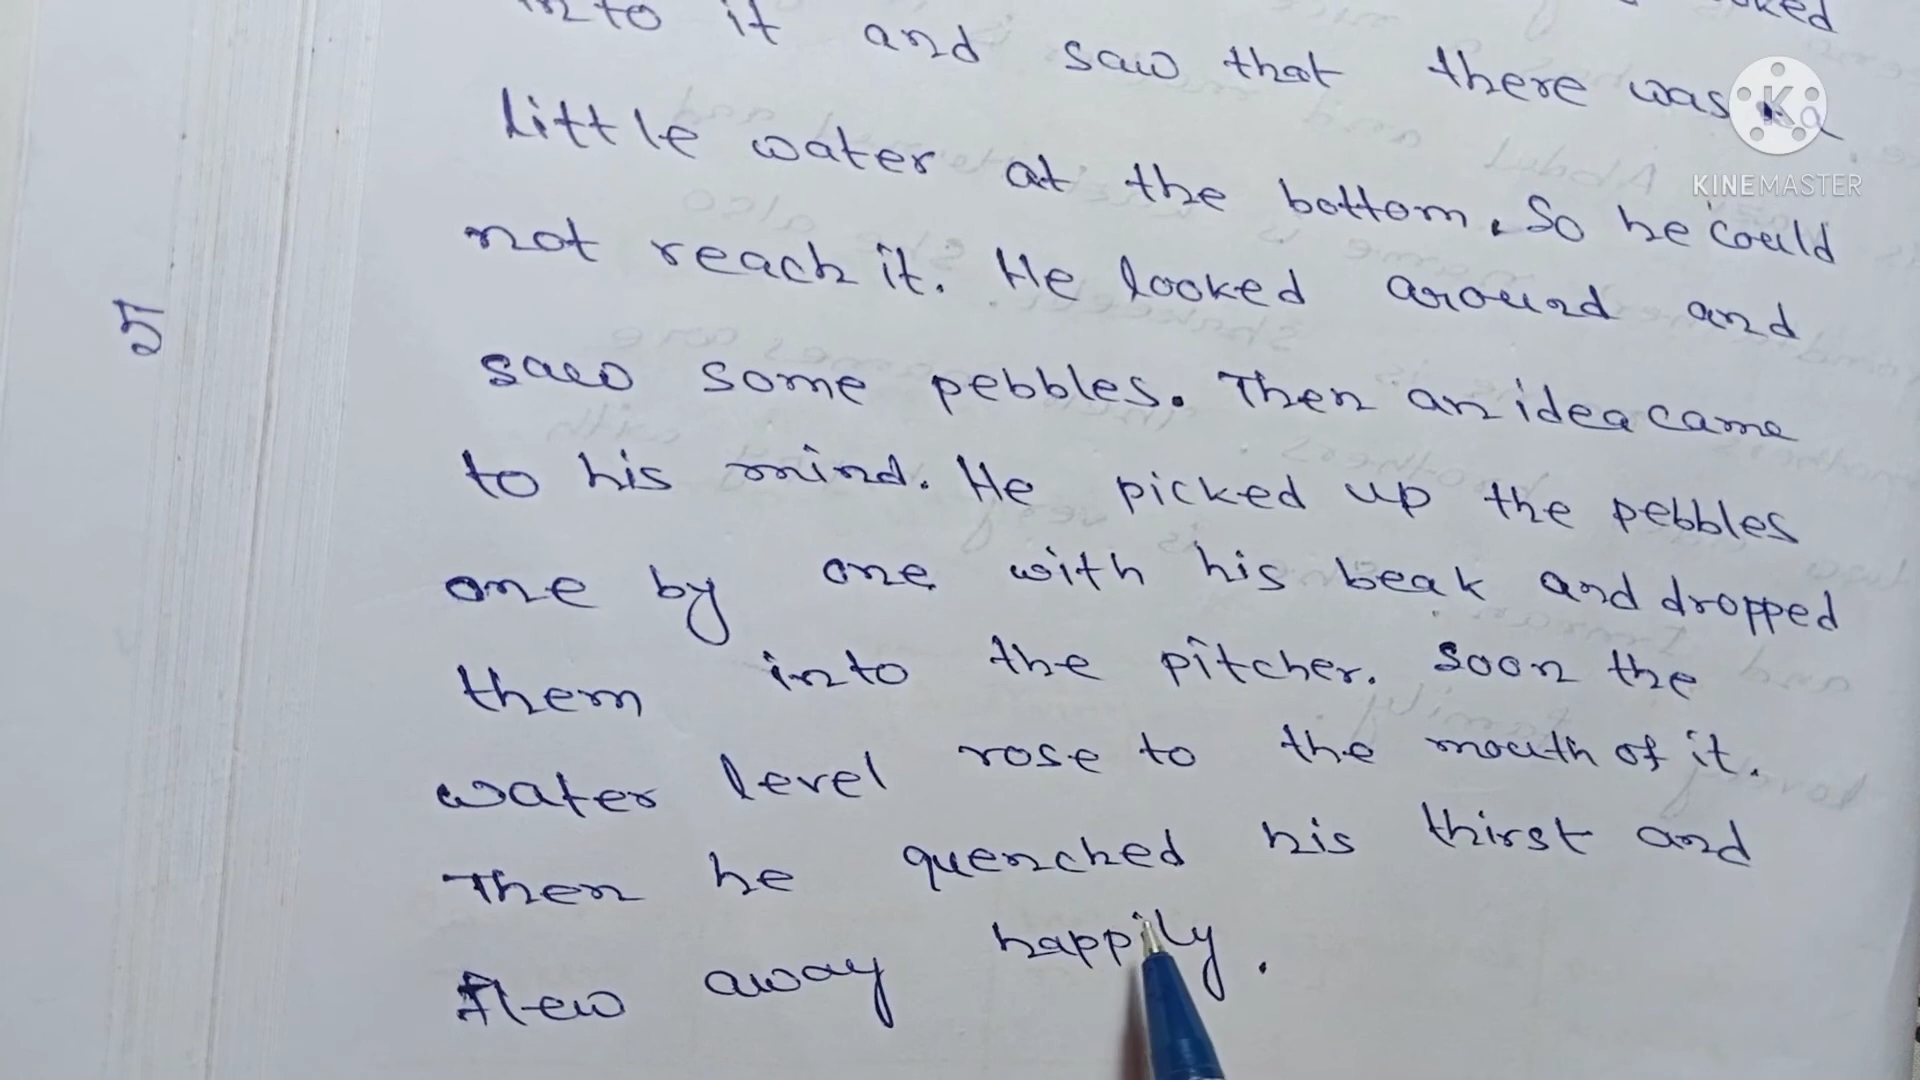 into it and saw that there was a
little water at the bottom. So he could
not reach it. He looked around and
saw some pebbles. Then an idea came
to his mind. He picked up the pebbles
one by one with his beak and dropped
them into the pitcher. Soon the
water level rose to the mouth of it.
Then he quenched his thirst and
flew away happily.
5
K
KINEMASTER